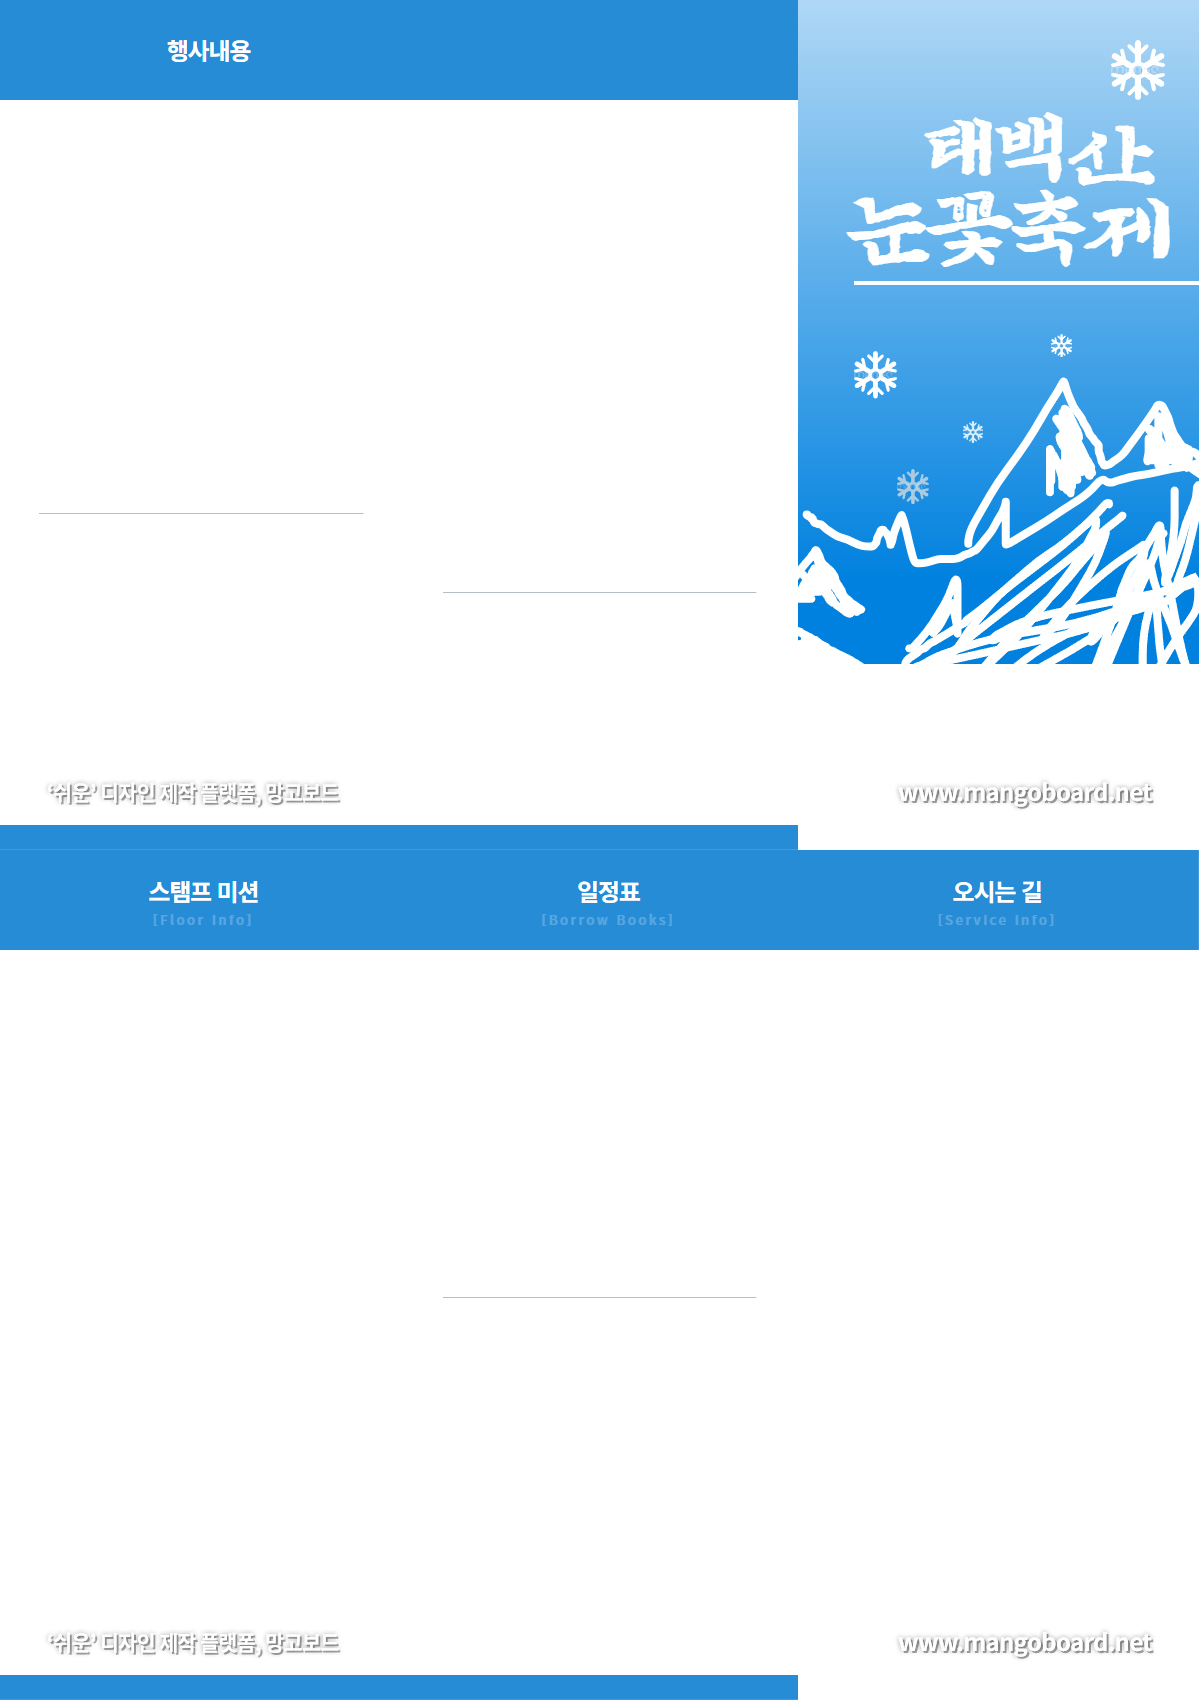 행사내용
태백산
눈꽃축제
'쉬운' 디자인 제작 플랫폼, 망고보드
www.mangoboard.net
스탬프 미션
[Floor Info]
일정표
[Borrow Books]
오시는 길
[Service Info]
'쉬운' 디자인 제작 플랫폼, 망고보드
www.mangoboard.net